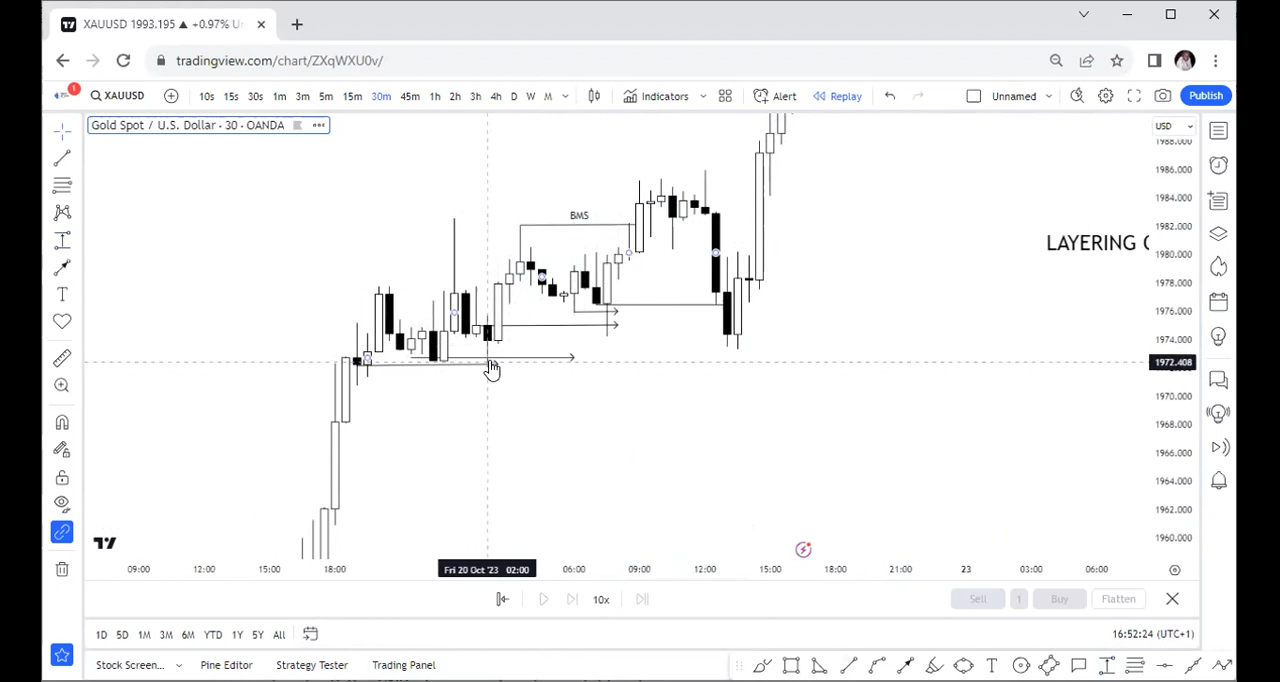 XAUUSD 1993.195 ▲ +0.97%
tradingview.com/chart/ZXqWXU0v/
1
XAUUSD 10s 15s 30s 1m 3m 5m 15m 30m 45m 1h 2h 3h 4h D W M Indicators Alert Replay Unnamed Publish
Gold Spot / U.S. Dollar · 30 · OANDA
USD
1988.000
1986.000
LAYERING
BMS
1984.000
1982.000
1980.000
1978.000
1976.000
1974.000
1972.408
1970.000
1968.000
1966.000
1964.000
1962.000
1960.000
09:00 12:00 15:00 18:00 Fri 20 Oct '23 02:00 06:00 09:00 12:00 15:00 18:00 21:00 23 03:00 06:00
10x Sell 1 Buy Flatten
1D 5D 1M 3M 6M YTD 1Y 5Y All 16:52:24 (UTC+1)
Stock Screen... Pine Editor Strategy Tester Trading Panel